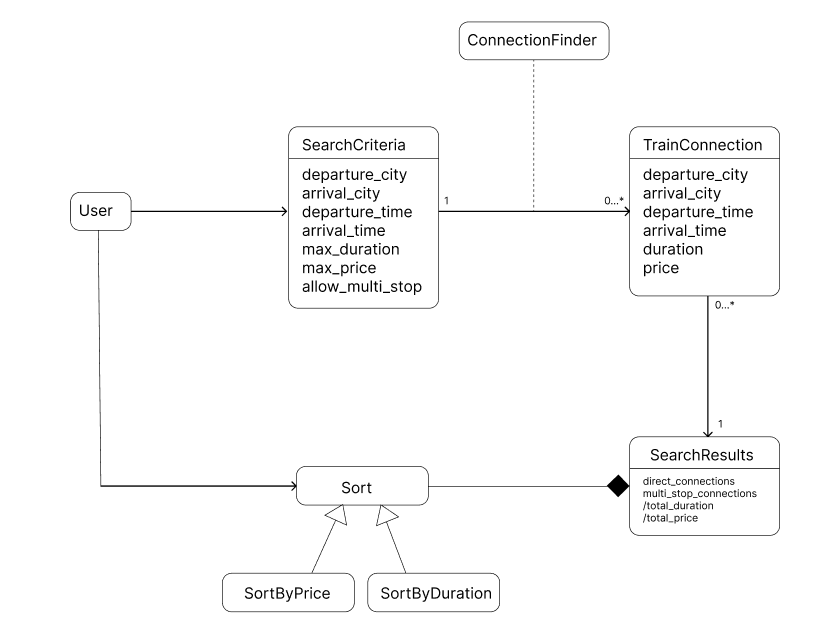 ConnectionFinder
SearchCriteria
departure_city
arrival_city
departure_time
arrival_time
max_duration
max_price
allow_multi_stop
TrainConnection
departure_city
arrival_city
departure_time
arrival_time
duration
price
User
1
0...*
0...*
1
SearchResults
direct_connections
multi_stop_connections
/total_duration
/total_price
Sort
SortByPrice
SortByDuration